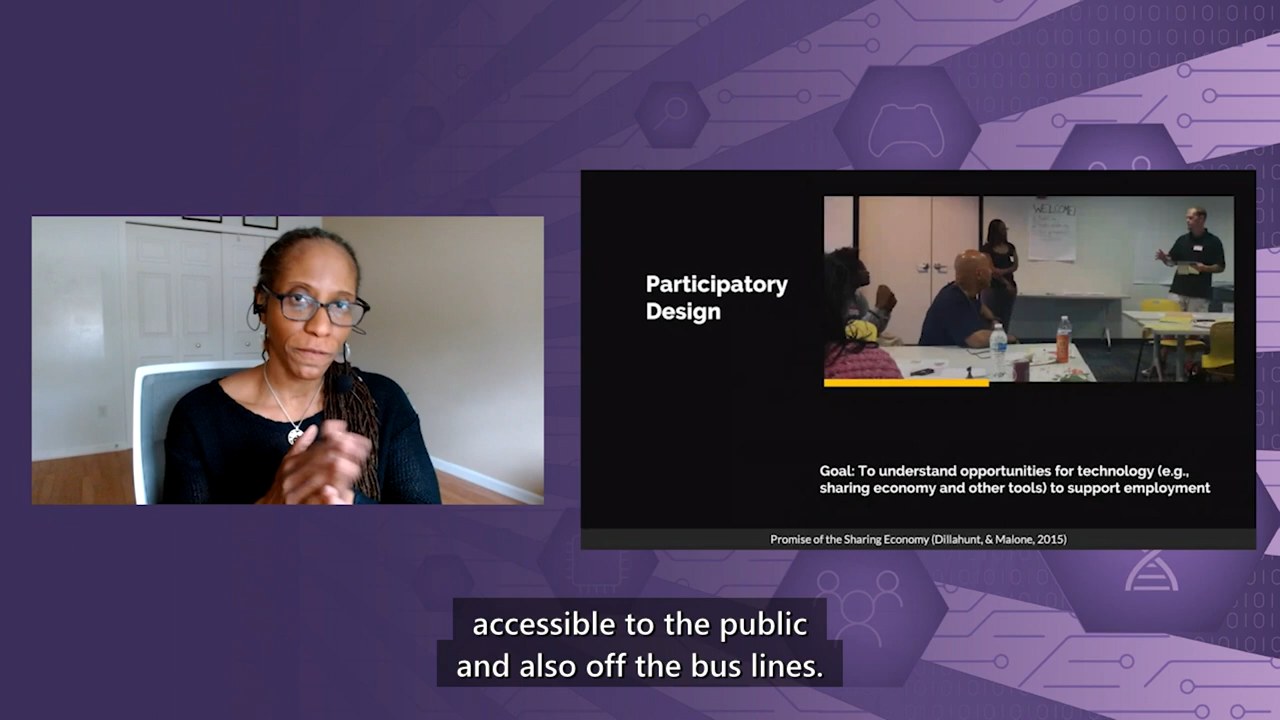 Participatory
Design
WELCOME!
Goal: To understand opportunities for technology (e.g.,
sharing economy and other tools) to support employment
Promise of the Sharing Economy (Dillahunt, & Malone, 2015)
accessible to the public
and also off the bus lines.